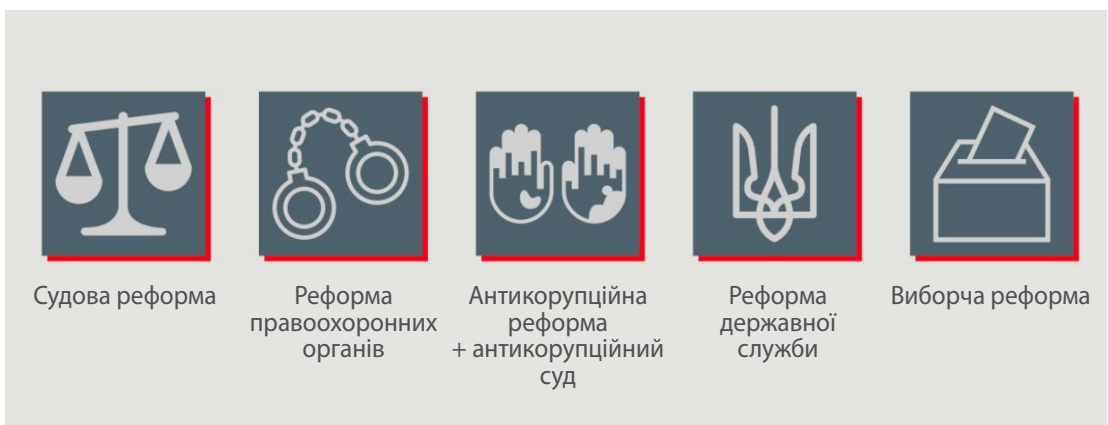 Судова реформа
Реформа
правоохоронних
органів
Антикорупційна
реформа
+ антикорупційний
суд
Реформа
державної
служби
Виборча реформа